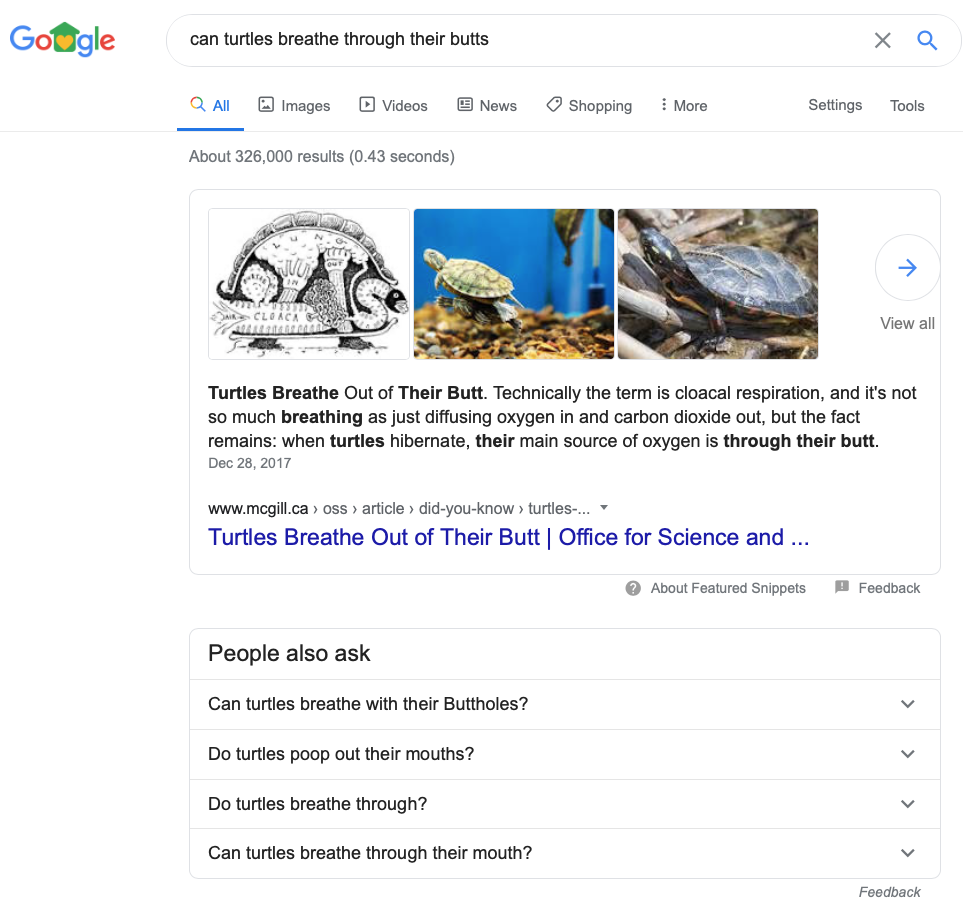 Google
can turtles breathe through their butts
All Images Videos News Shopping More Settings Tools
About 326,000 results (0.43 seconds)
LUNG
IN
OUT
AIR
CLOACA
View all
Turtles Breathe Out of Their Butt. Technically the term is cloacal respiration, and it's not
so much breathing as just diffusing oxygen in and carbon dioxide out, but the fact
remains: when turtles hibernate, their main source of oxygen is through their butt.
Dec 28, 2017
www.mcgill.ca › oss › article › did-you-know › turtles-...
Turtles Breathe Out of Their Butt | Office for Science and ...
About Featured Snippets Feedback
People also ask
Can turtles breathe with their Buttholes?
Do turtles poop out their mouths?
Do turtles breathe through?
Can turtles breathe through their mouth?
Feedback